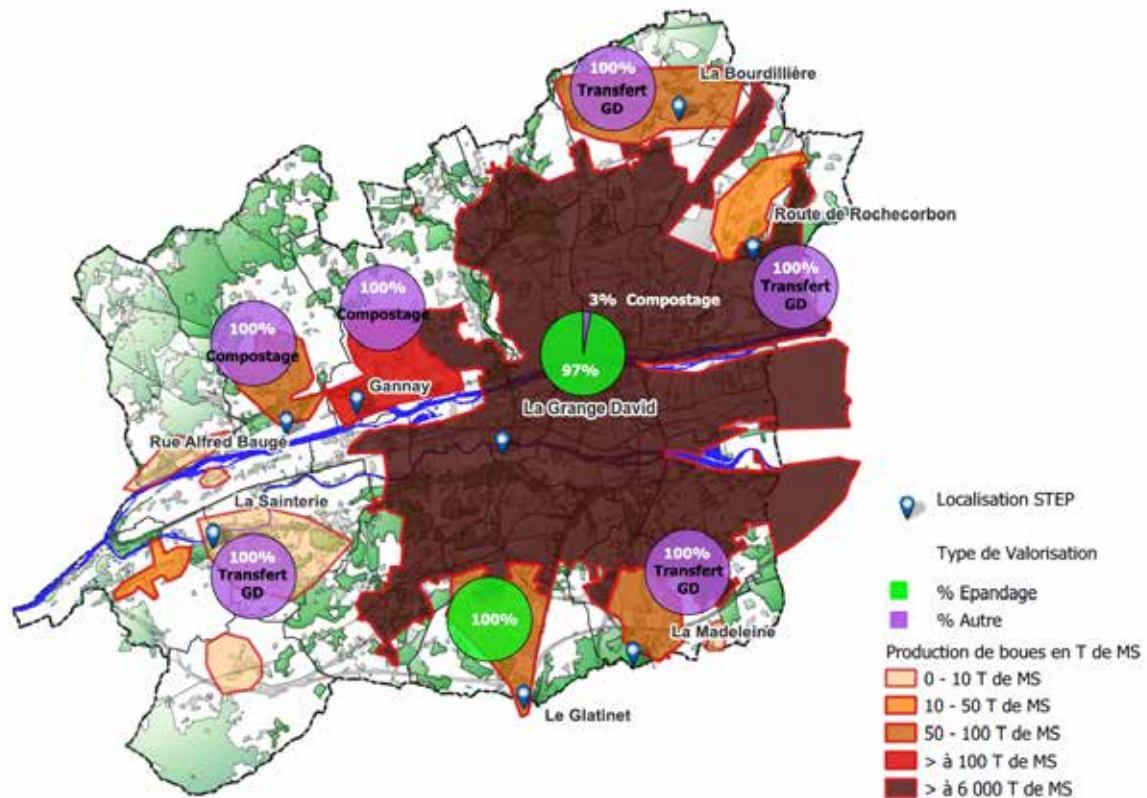 100%
Transfert
GD
La Bourdillière
Route de Rochecorbon
100%
Transfert
GD
100%
Compostage
3% Compostage
100%
Compostage
97%
Gannay
La Grange David
Rue Alfred Baugé
La Sainterie
100%
Transfert
GD
100%
Transfert
GD
100%
La Madeleine
Le Glatinet
Localisation STEP
Type de Valorisation
% Epandage
% Autre
Production de boues en T de MS
0 - 10 T de MS
10 - 50 T de MS
50 - 100 T de MS
> à 100 T de MS
> à 6 000 T de MS